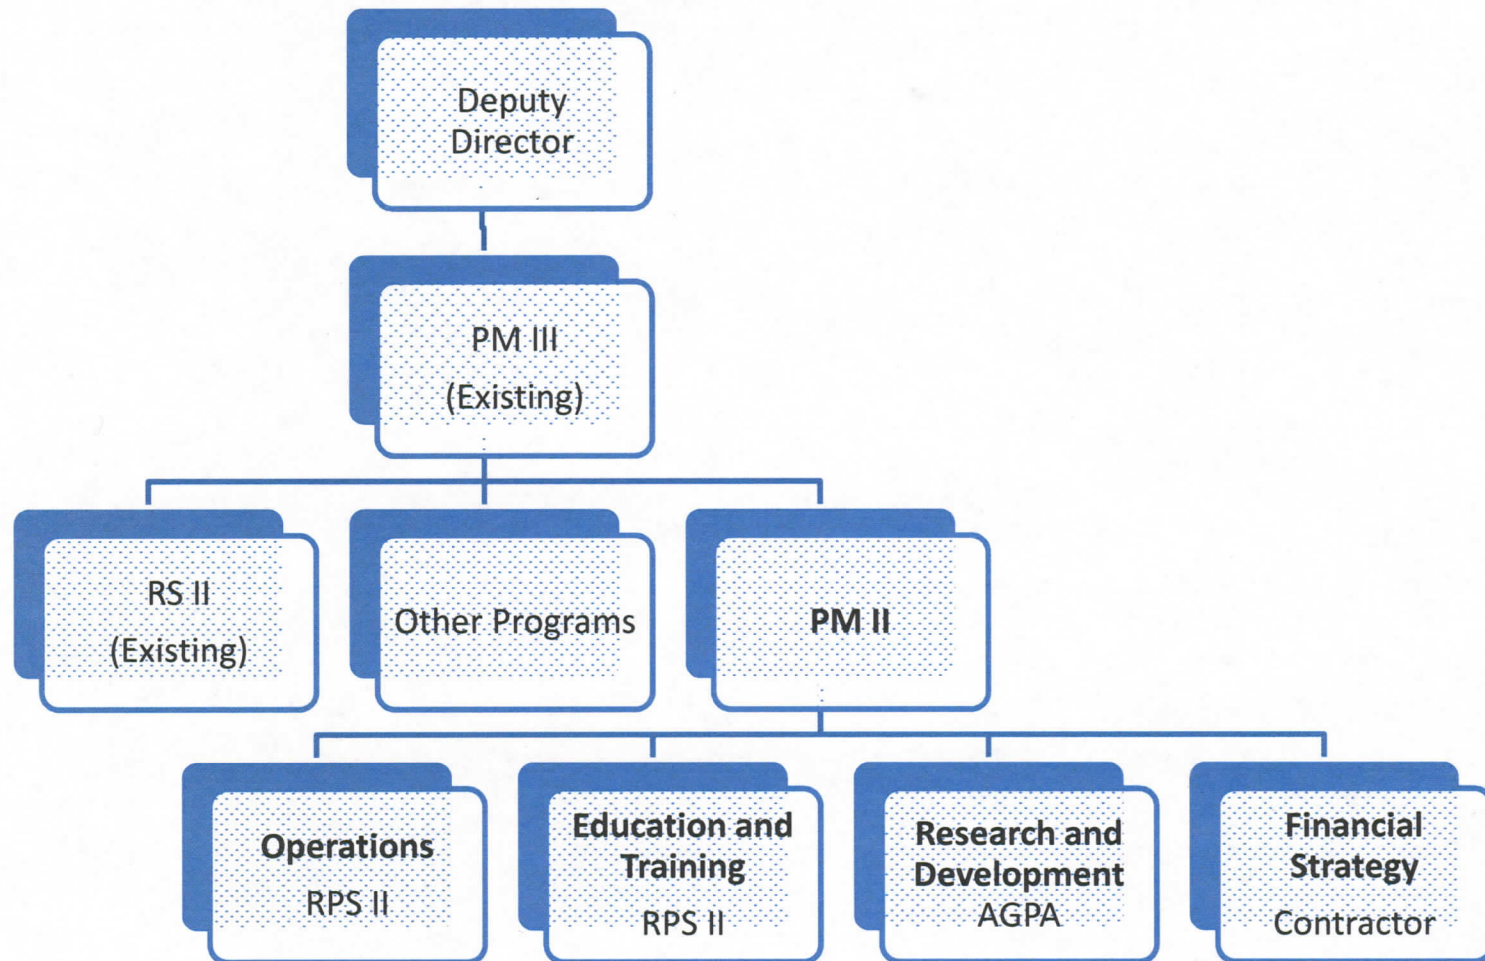 Deputy
Director
PM III
(Existing)
RS II
(Existing)
Other Programs
PM II
Operations
RPS II
Education and
Training
RPS II
Research and
Development
AGPA
Financial
Strategy
Contractor